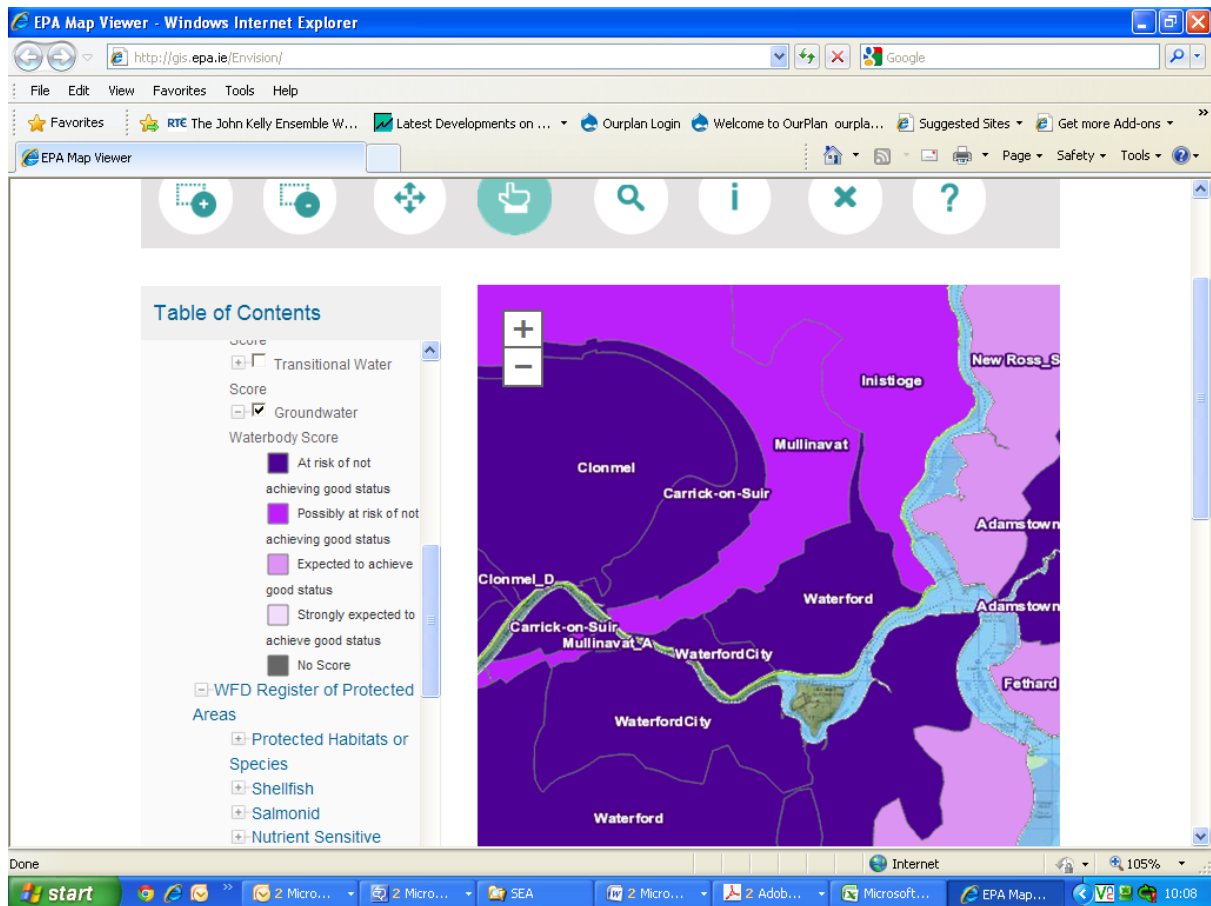 EPA Map Viewer - Windows Internet Explorer
http://gis.epa.ie/Envision/
Google
File Edit View Favorites Tools Help
Favorites RTÉ The John Kelly Ensemble W... Latest Developments on ... Ourplan Login Welcome to OurPlan ourpla... Suggested Sites Get more Add-ons »
EPA Map Viewer Page Safety Tools
Table of Contents
Score
Transitional Water
Score
Groundwater
Waterbody Score
At risk of not
achieving good status
Possibly at risk of not
achieving good status
Expected to achieve
good status
Strongly expected to
achieve good status
No Score
WFD Register of Protected
Areas
Protected Habitats or
Species
Shellfish
Salmonid
Nutrient Sensitive
+
−
New Ross_S
Inistioge
Mullinavat
Clonmel
Carrick-on-Suir
Adamstown
Clonmel_D
Waterford
Adamstown
Carrick-on-Suir
Mullinavat_A
WaterfordCity
Fethard
WaterfordCity
Waterford
Done Internet 105%
start » 2 Micro... 2 Micro... SEA 2 Micro... 2 Adob... Microsoft... EPA Map... 10:08